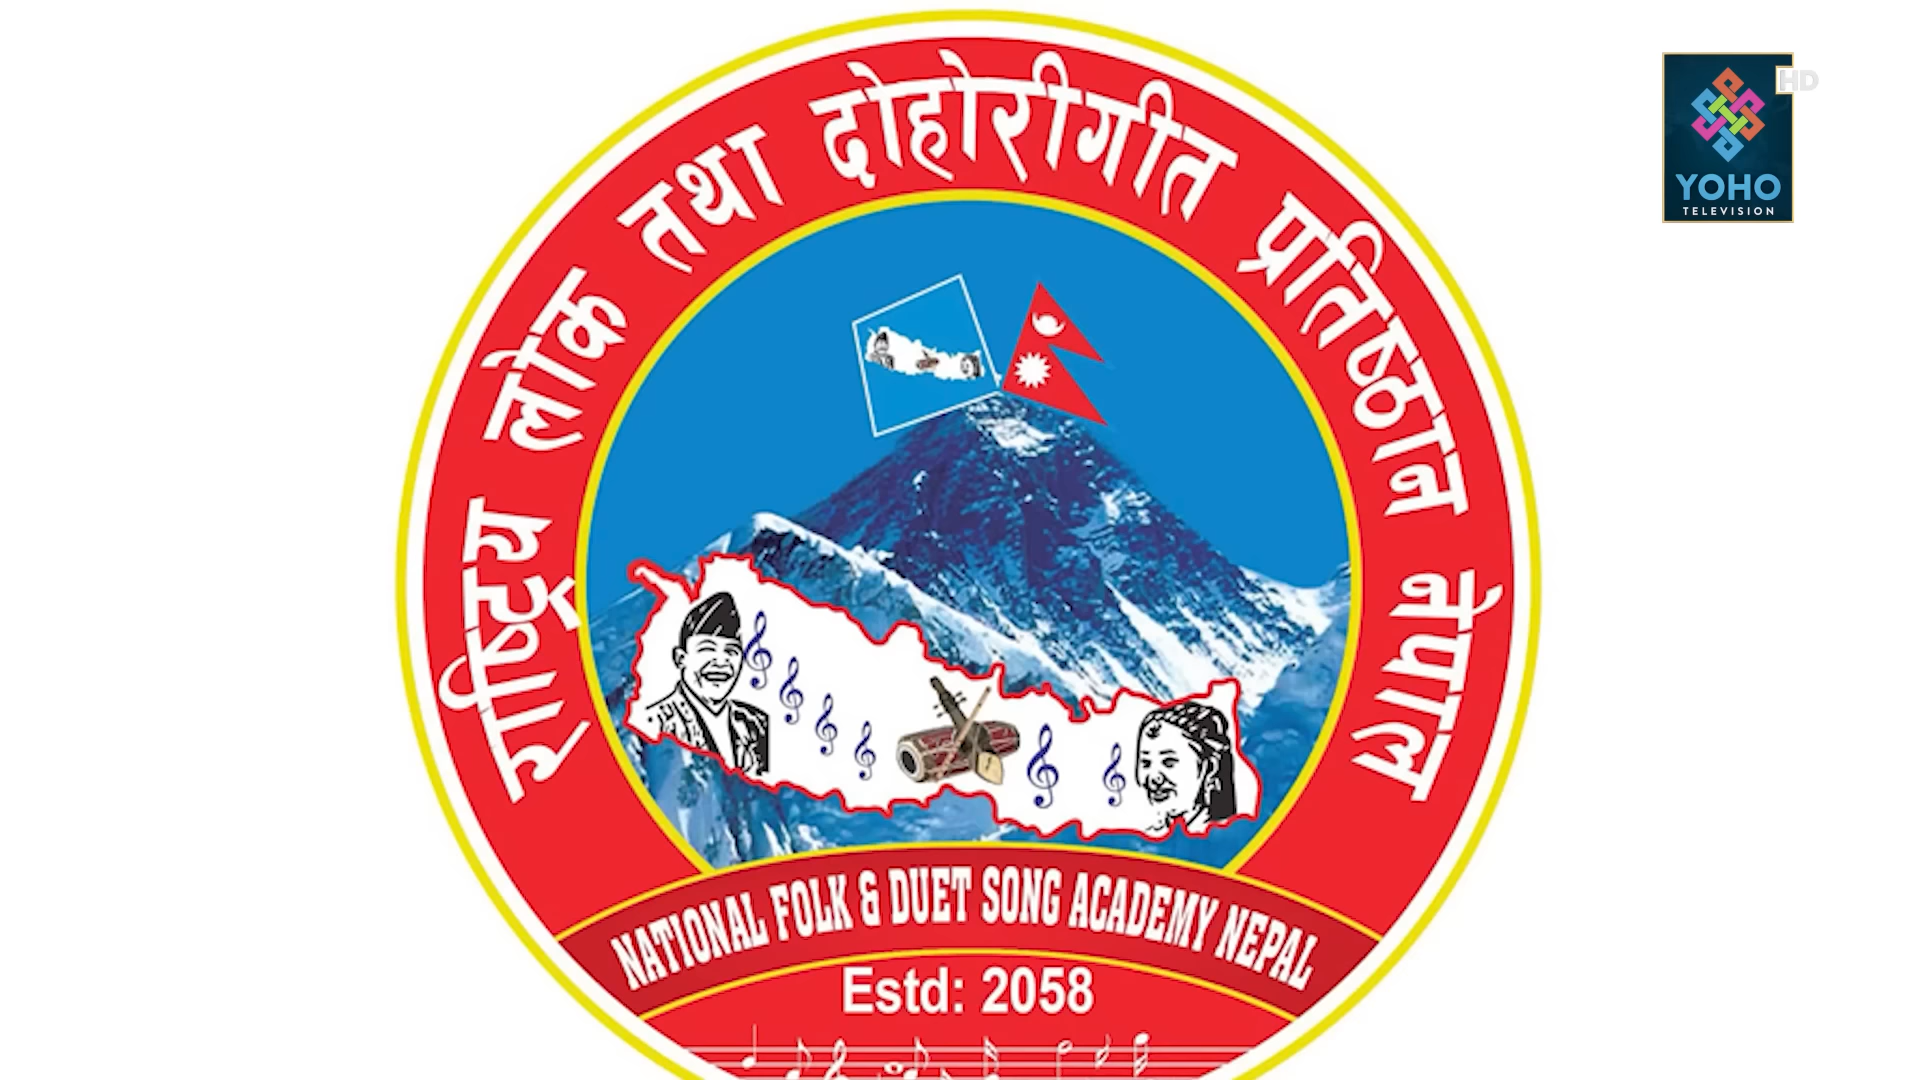 राष्ट्रिय लोक तथा दोहोरीगीत प्रतिष्ठान नेपाल
NATIONAL FOLK & DUET SONG ACADEMY NEPAL
Estd: 2058
HD
YOHO
TELEVISION